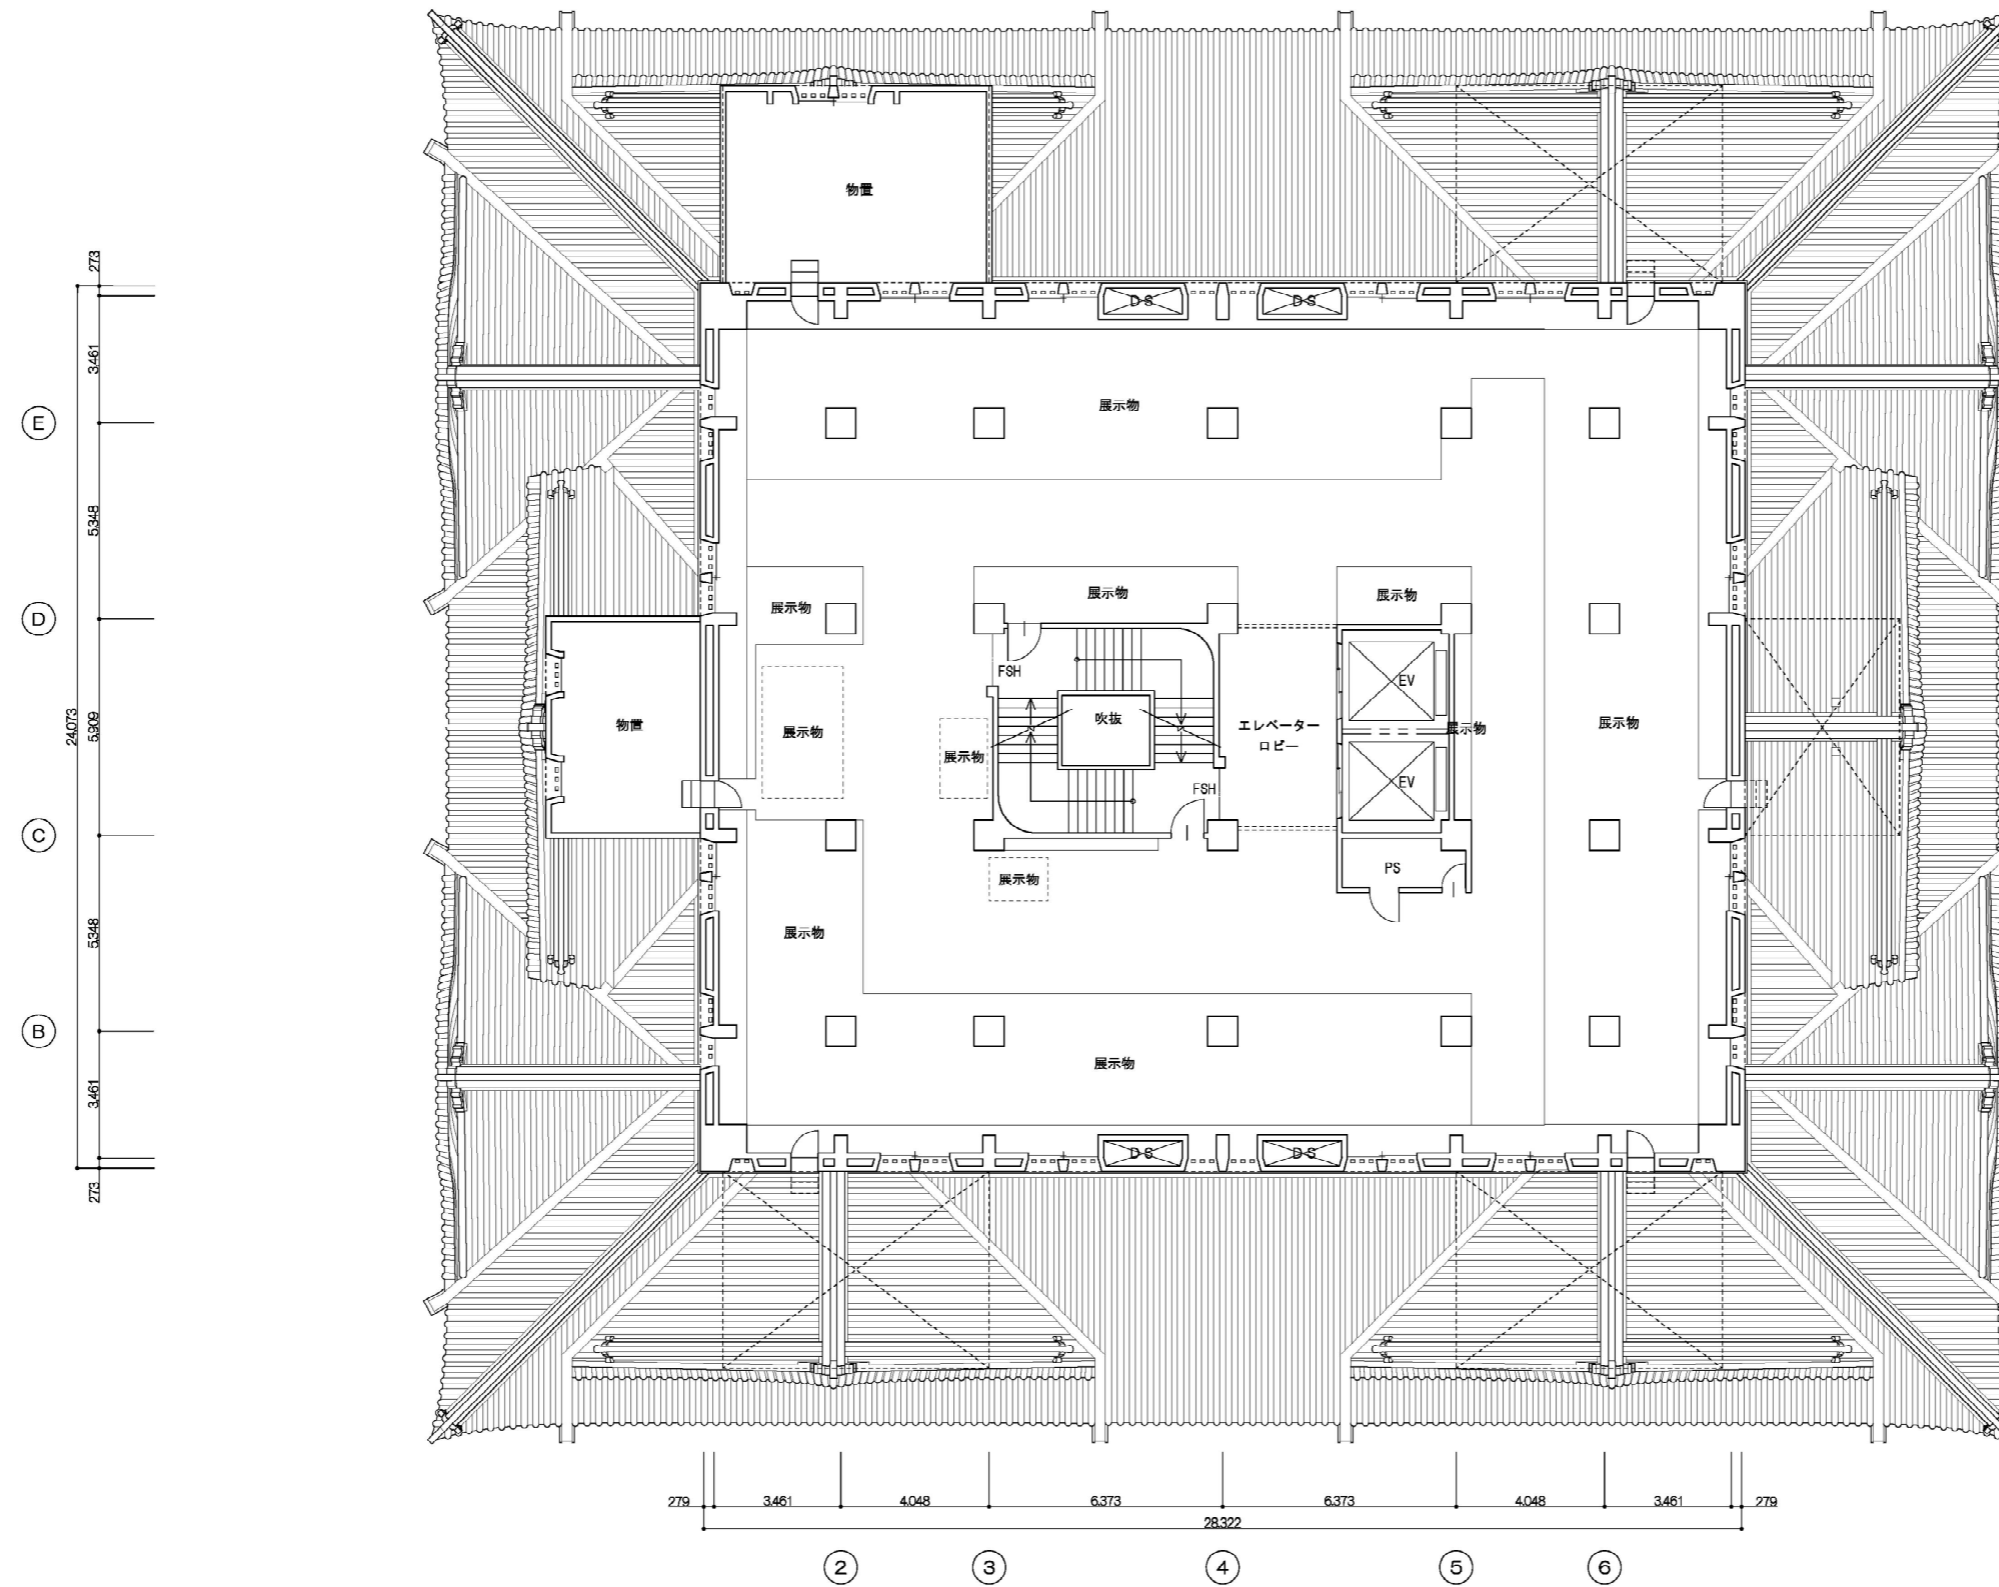 物置
273
DS
DS
3.461
E
展示物
5.348
展示物
展示物
展示物
D
FSH
EV
24.073
5.909
物置
展示物
展示物
吹抜
エレベーター
ロビー
展示物
展示物
EV
FSH
C
PS
展示物
5.348
展示物
B
展示物
3.461
DS
DS
273
279
3.461
4.048
6.373
6.373
4.048
3.461
279
28.322
2
3
4
5
6